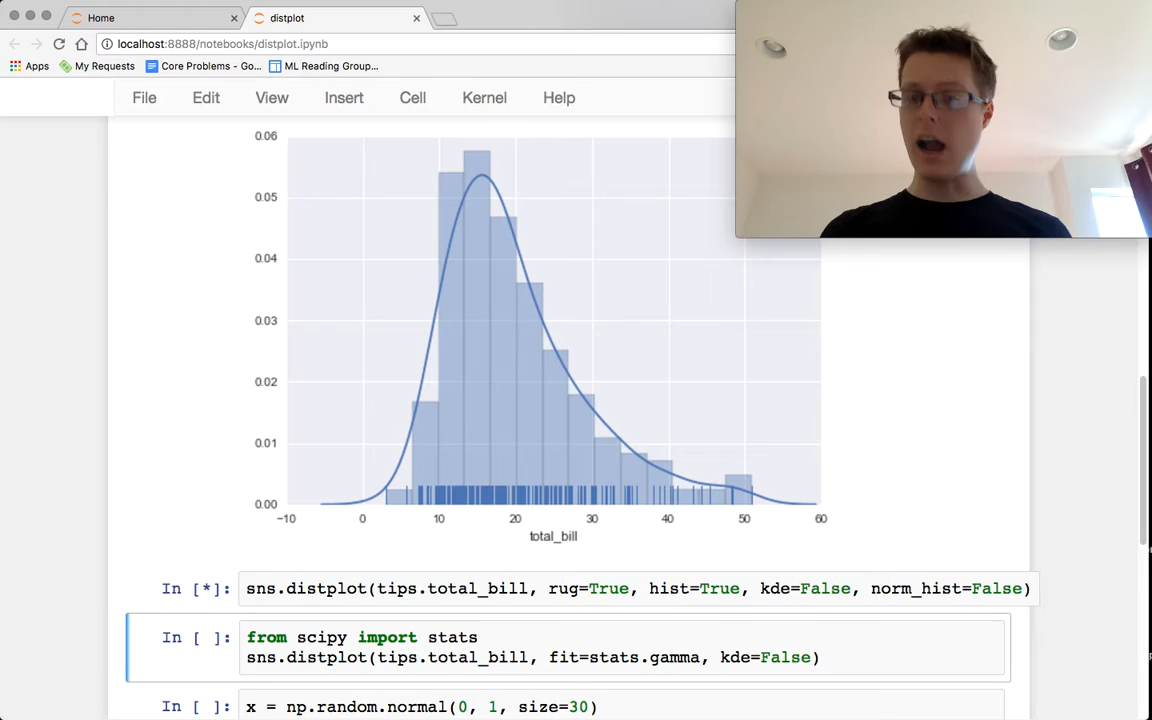 Home
distplot
localhost:8888/notebooks/distplot.ipynb
Apps My Requests Core Problems - Go... ML Reading Group...
File Edit View Insert Cell Kernel Help
0.06
0.05
0.04
0.03
0.02
0.01
0.00
−10 0 10 20 30 40 50 60
total_bill
In [*]: sns.distplot(tips.total_bill, rug=True, hist=True, kde=False, norm_hist=False)
In [ ]: from scipy import stats
sns.distplot(tips.total_bill, fit=stats.gamma, kde=False)
In [ ]: x = np.random.normal(0, 1, size=30)